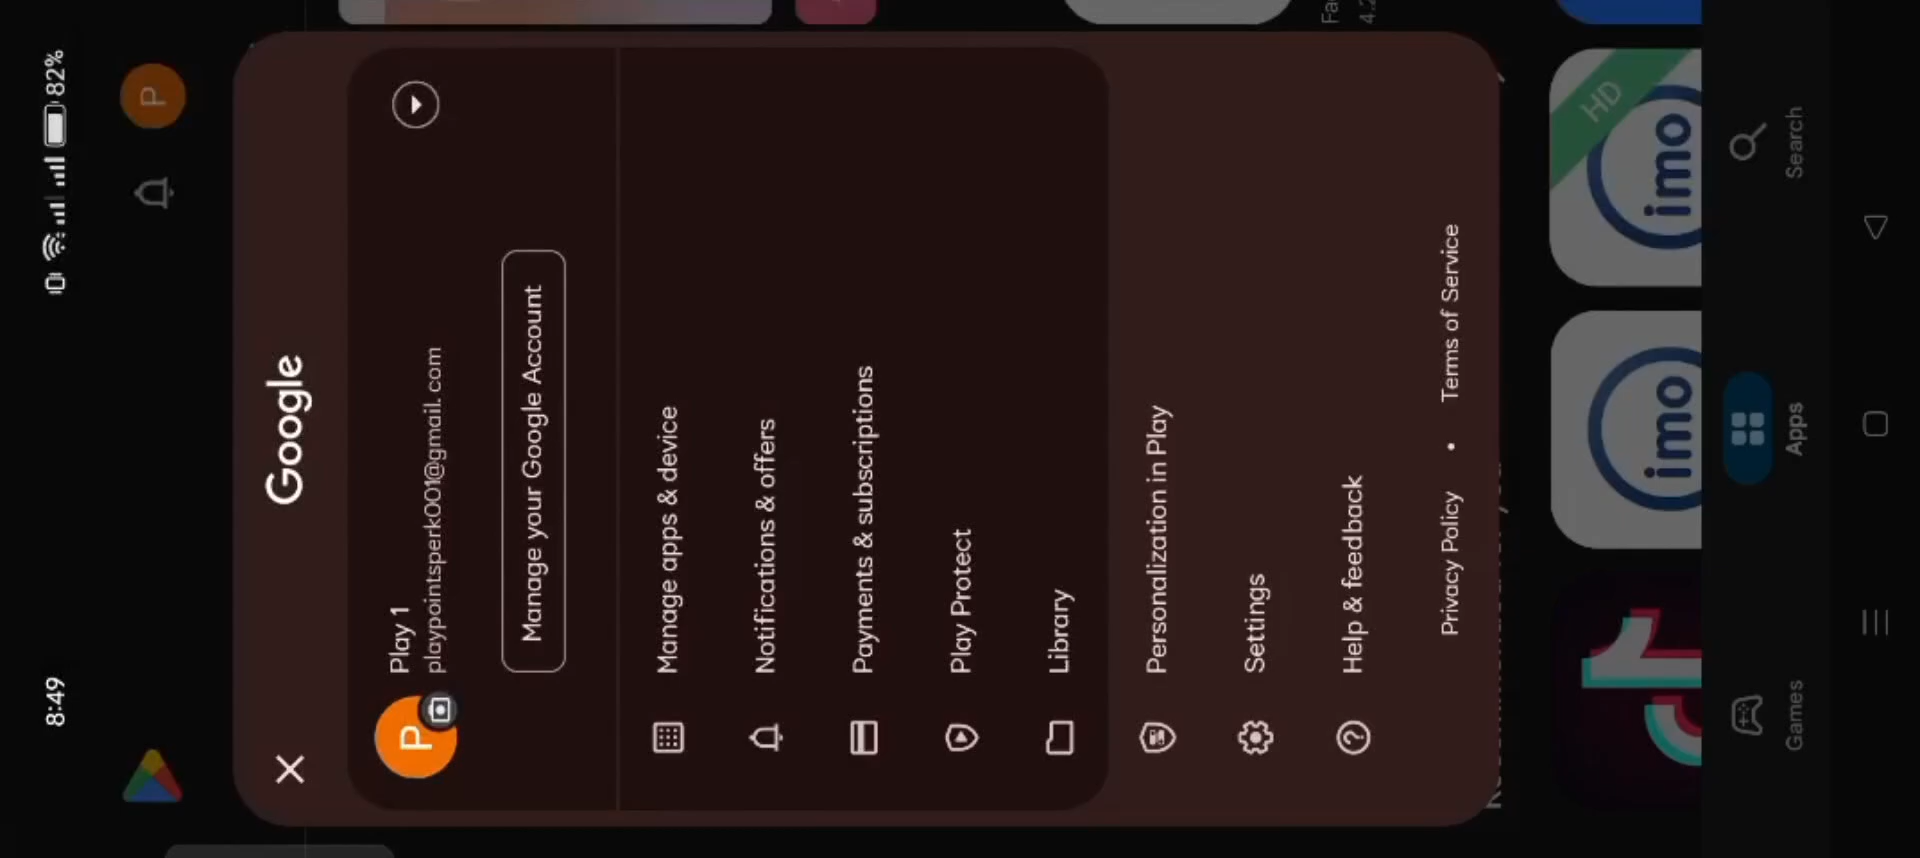 8:49
82%
P
Google
P
Play 1
playpointsperk001@gmail.com
Manage your Google Account
Manage apps & device
Notifications & offers
Payments & subscriptions
Play Protect
Library
Personalization in Play
Settings
Help & feedback
Privacy Policy • Terms of Service
imo
imo
HD
Games
Apps
Search